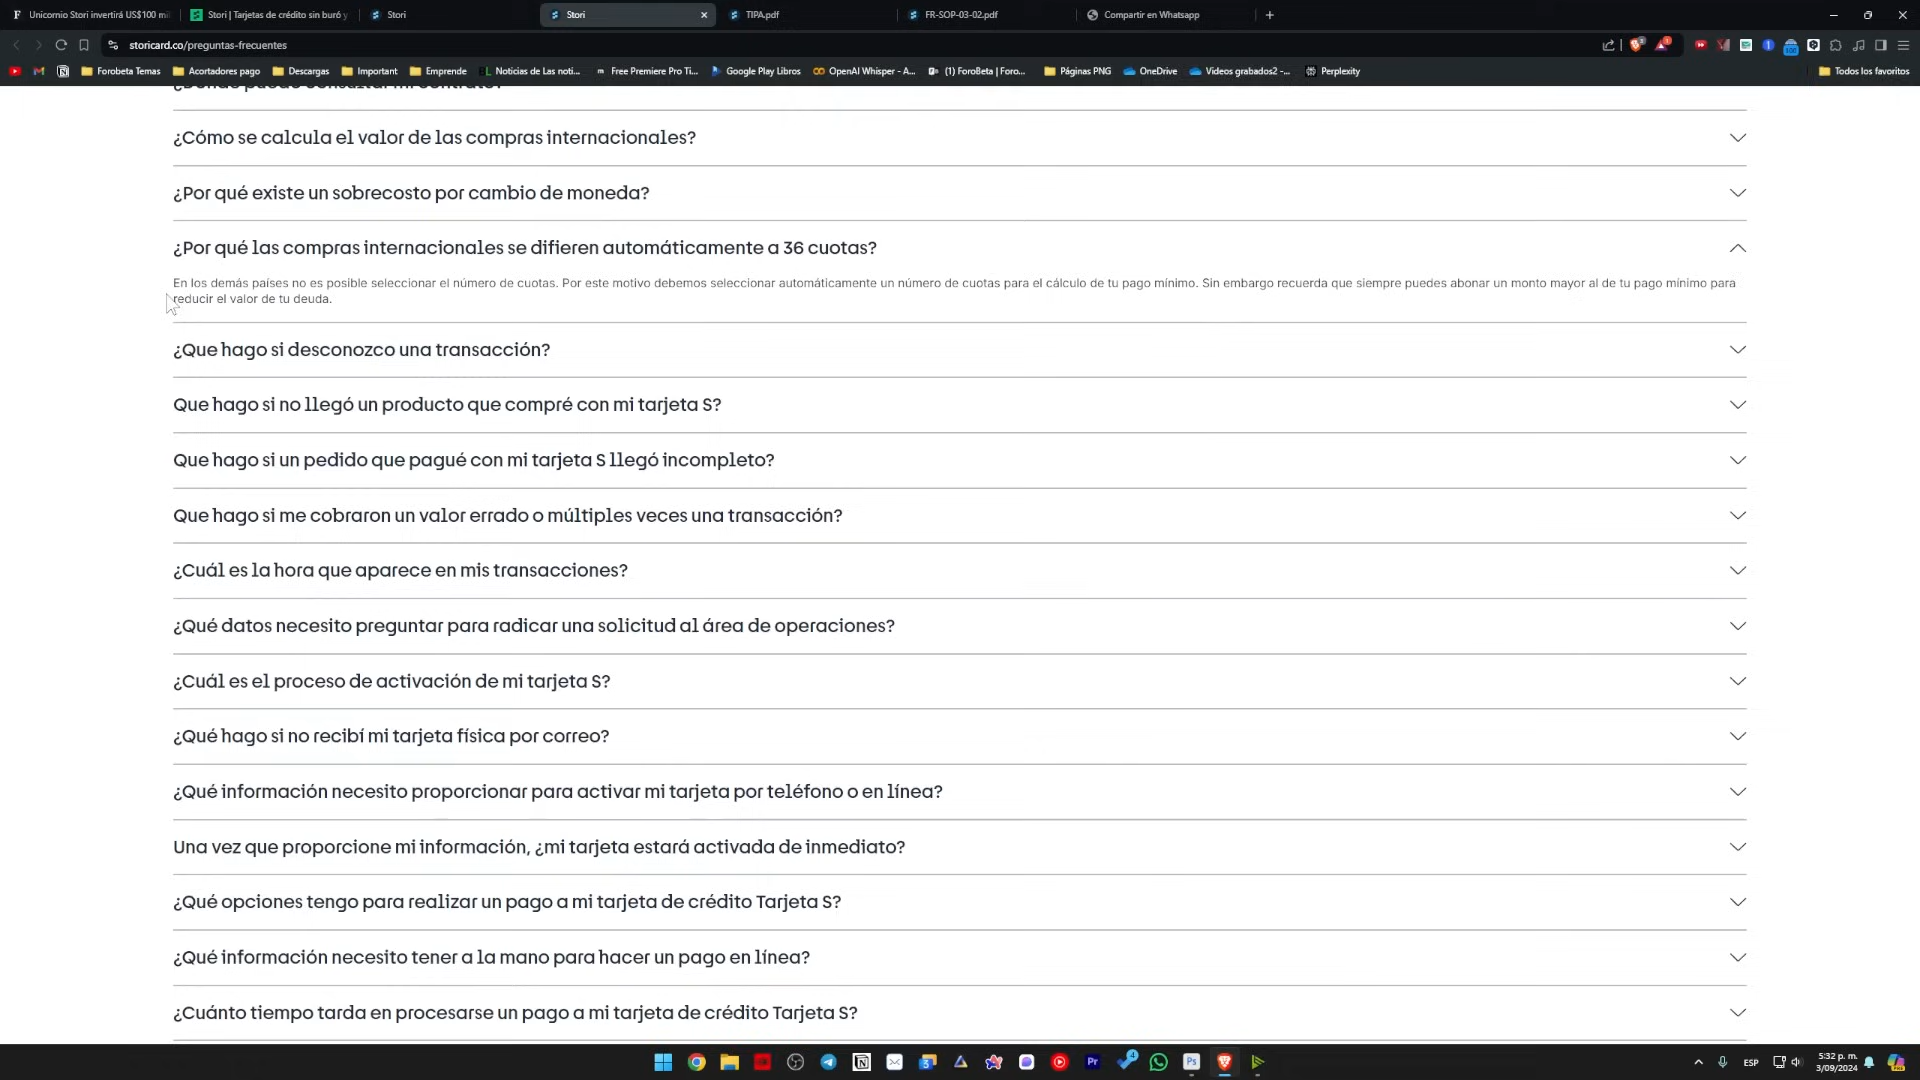 Unicornio Stori invertirá US$100 mi
Stori | Tarjetas de crédito sin buró y
Stori
Stori
TIPA.pdf
FR-SOP-03-02.pdf
Compartir en Whatsapp
storicard.co/preguntas-frecuentes
Forobeta Temas
Acortadores pago
Descargas
Important
Emprende
Noticias de Las noti...
Free Premiere Pro Ti...
Google Play Libros
OpenAI Whisper - A...
(1) ForoBeta | Foro...
Páginas PNG
OneDrive
Videos grabados2 -...
Perplexity
Todos los favoritos
¿Dónde puedo consultar mi contrato?
¿Cómo se calcula el valor de las compras internacionales?
¿Por qué existe un sobrecosto por cambio de moneda?
¿Por qué las compras internacionales se difieren automáticamente a 36 cuotas?
En los demás países no es posible seleccionar el número de cuotas. Por este motivo debemos seleccionar automáticamente un número de cuotas para el cálculo de tu pago mínimo. Sin embargo recuerda que siempre puedes abonar un monto mayor al de tu pago mínimo para
reducir el valor de tu deuda.
¿Que hago si desconozco una transacción?
Que hago si no llegó un producto que compré con mi tarjeta S?
Que hago si un pedido que pagué con mi tarjeta S llegó incompleto?
Que hago si me cobraron un valor errado o múltiples veces una transacción?
¿Cuál es la hora que aparece en mis transacciones?
¿Qué datos necesito preguntar para radicar una solicitud al área de operaciones?
¿Cuál es el proceso de activación de mi tarjeta S?
¿Qué hago si no recibí mi tarjeta física por correo?
¿Qué información necesito proporcionar para activar mi tarjeta por teléfono o en línea?
Una vez que proporcione mi información, ¿mi tarjeta estará activada de inmediato?
¿Qué opciones tengo para realizar un pago a mi tarjeta de crédito Tarjeta S?
¿Qué información necesito tener a la mano para hacer un pago en línea?
¿Cuánto tiempo tarda en procesarse un pago a mi tarjeta de crédito Tarjeta S?
ESP
5:32 p. m.
3/09/2024